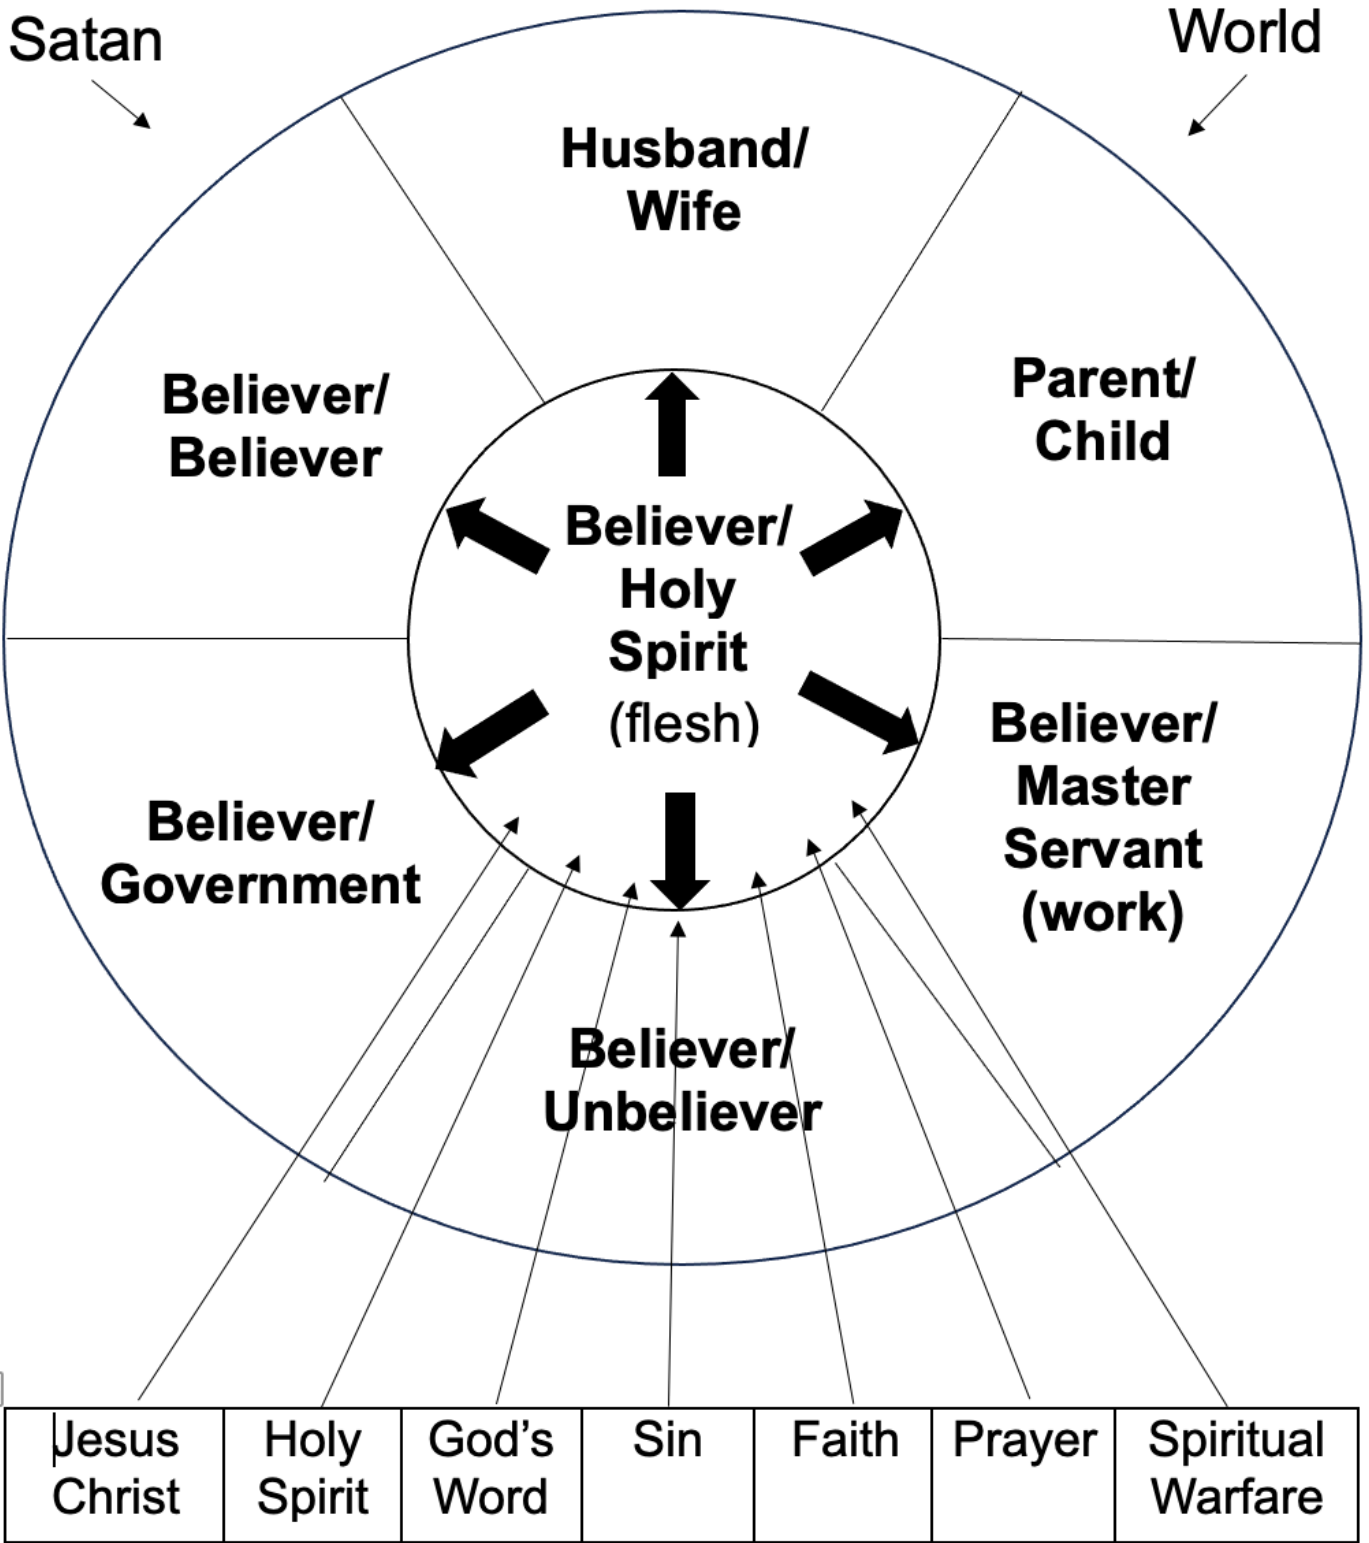 Satan
World
Husband/
Wife
Believer/
Believer
Parent/
Child
Believer/
Holy
Spirit
(flesh)
Believer/
Government
Believer/
Master
Servant
(work)
Believer/
Unbeliever
Jesus
Christ
Holy
Spirit
God’s
Word
Sin
Faith
Prayer
Spiritual
Warfare